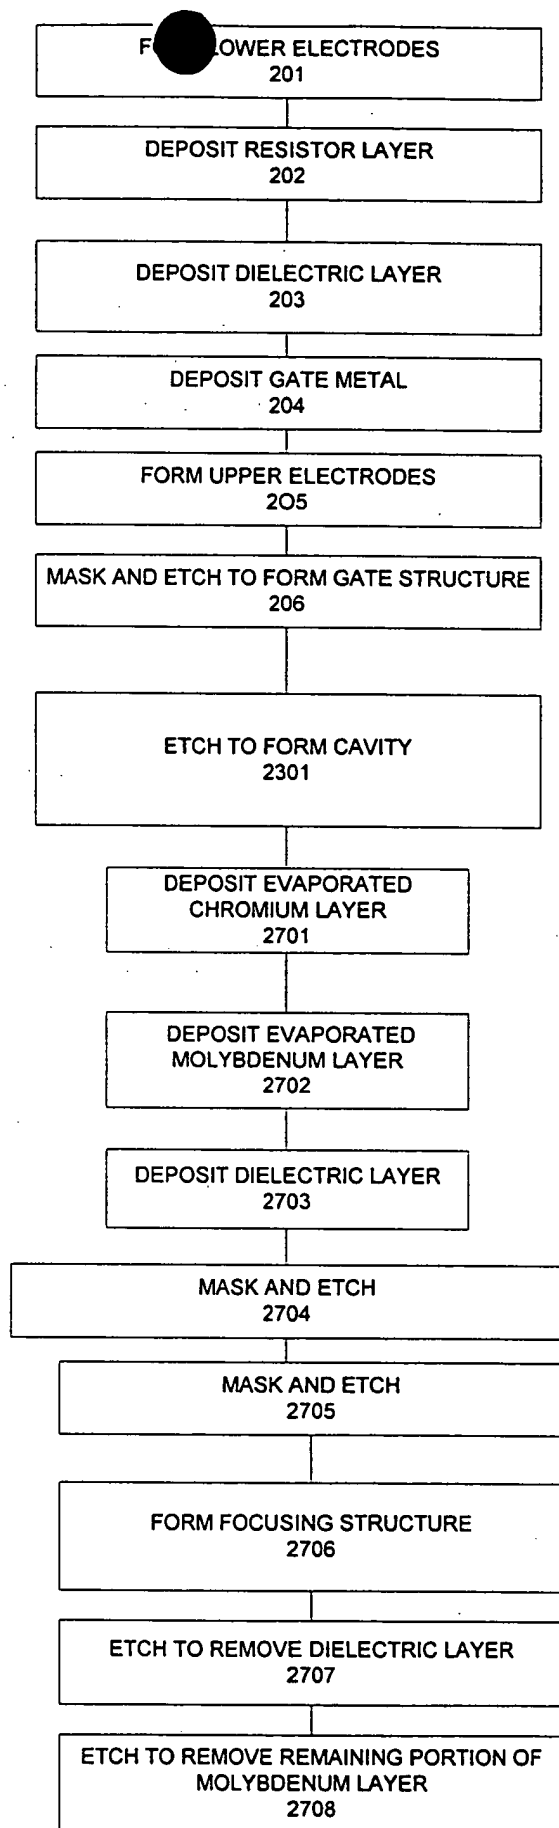 LOWER ELECTRODES
201
DEPOSIT RESISTOR LAYER
202
DEPOSIT DIELECTRIC LAYER
203
DEPOSIT GATE METAL
204
FORM UPPER ELECTRODES
2O5
MASK AND ETCH TO FORM GATE STRUCTURE
206
ETCH TO FORM CAVITY
2301
DEPOSIT EVAPORATED
CHROMIUM LAYER
2701
DEPOSIT EVAPORATED
MOLYBDENUM LAYER
2702
DEPOSIT DIELECTRIC LAYER
2703
MASK AND ETCH
2704
MASK AND ETCH
2705
FORM FOCUSING STRUCTURE
2706
ETCH TO REMOVE DIELECTRIC LAYER
2707
ETCH TO REMOVE REMAINING PORTION OF
MOLYBDENUM LAYER
2708